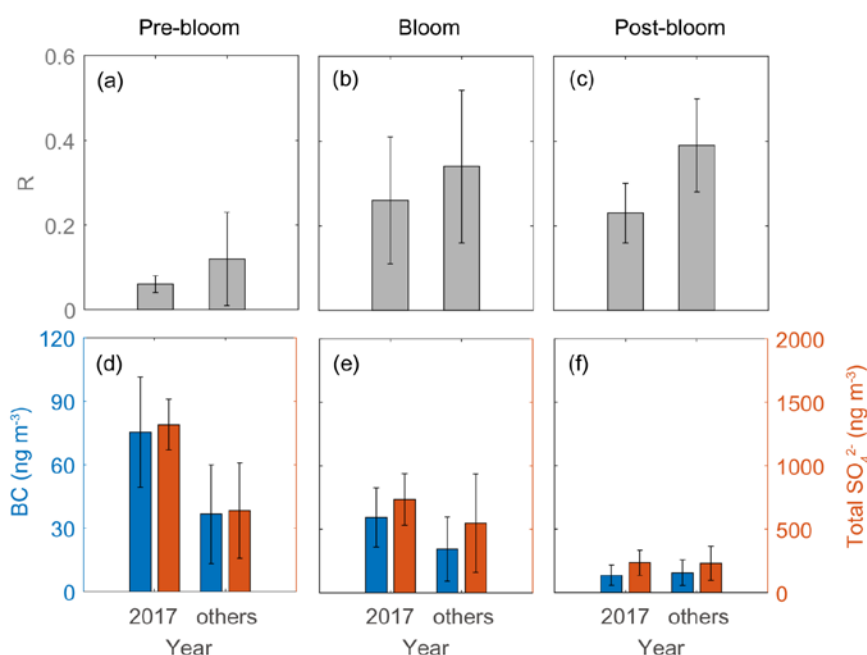 Pre-bloom Bloom Post-bloom
0.6 (a) (b) (c)
0.4
R
0.2
0
120 (d) (e) (f) 2000
90 1500
BC (ng m⁻³) 60 1000 Total SO₄²⁻ (ng m⁻³)
30 500
0 0
2017 others 2017 others 2017 others
Year Year Year